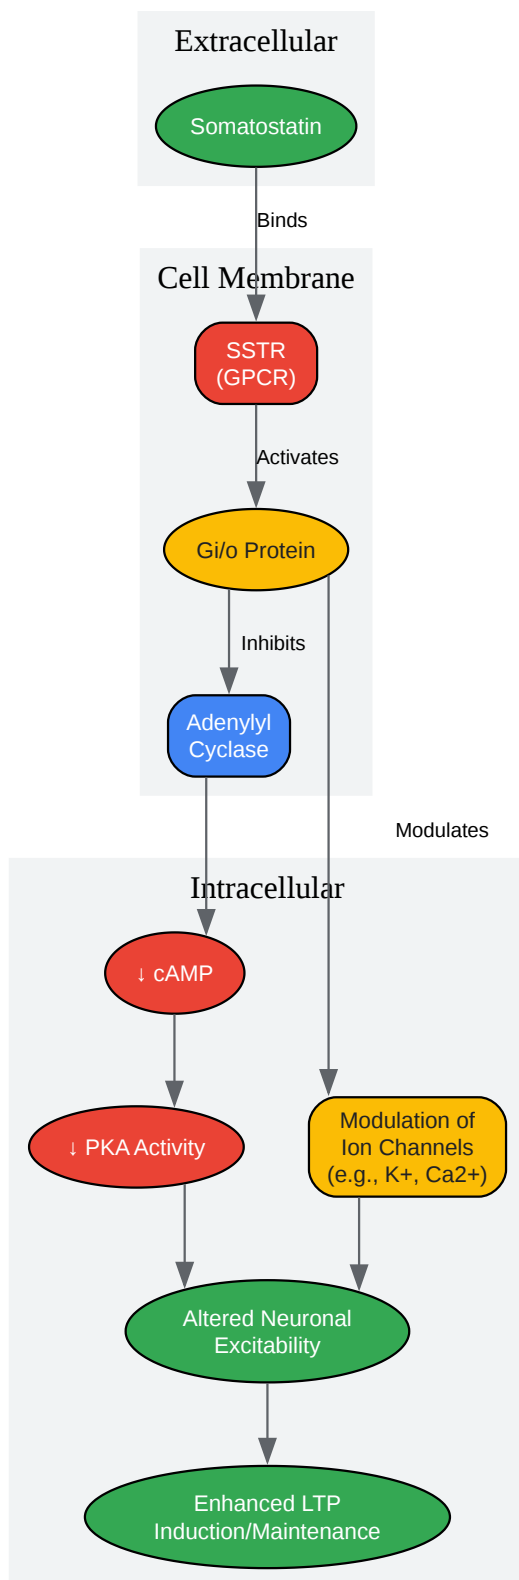 Extracellular
Somatostatin
Binds
Cell Membrane
SSTR
(GPCR)
Activates
Gi/o Protein
Inhibits
Adenylyl
Cyclase
Modulates
Intracellular
↓ cAMP
↓ PKA Activity
Modulation of
Ion Channels
(e.g., K+, Ca2+)
Altered Neuronal
Excitability
Enhanced LTP
Induction/Maintenance